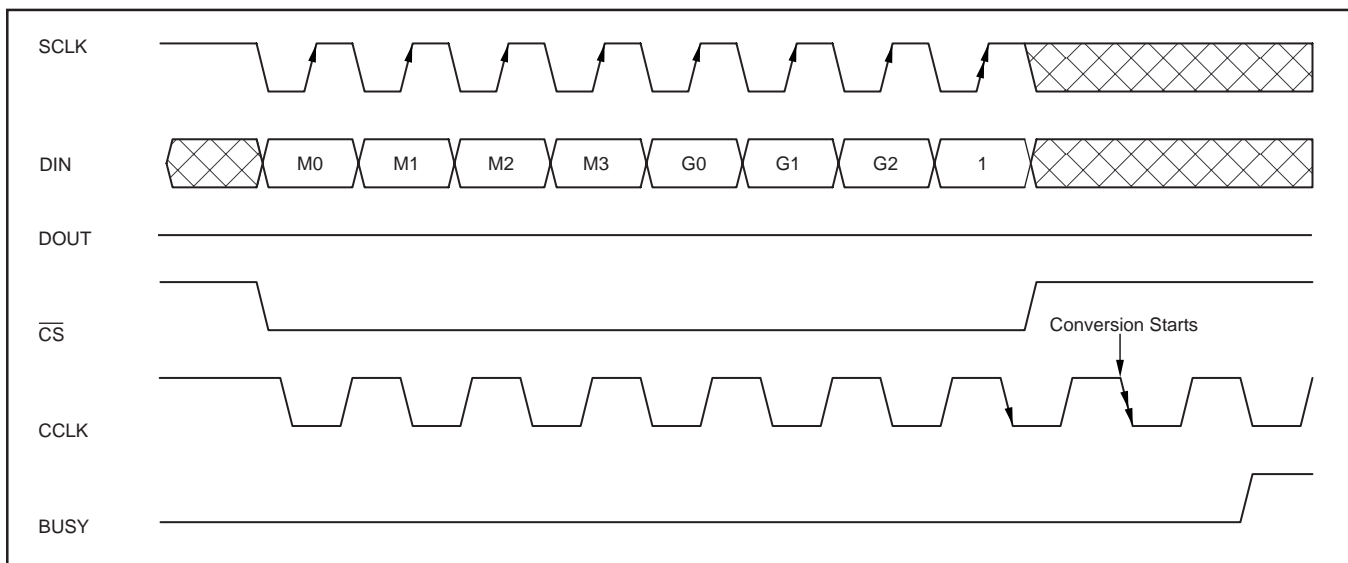 SCLK
DIN
M0 M1 M2 M3 G0 G1 G2 1
DOUT
CS
Conversion Starts
CCLK
BUSY